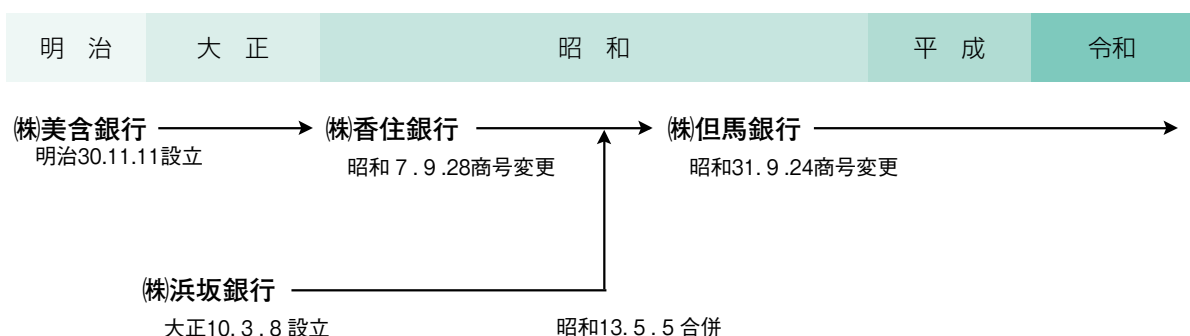 明 治 大 正 昭 和 平 成 令和
㈱美含銀行 ㈱香住銀行 ㈱但馬銀行
明治30.11.11設立 昭和 7 . 9 .28商号変更 昭和31. 9 .24商号変更
㈱浜坂銀行
大正10. 3 . 8 設立 昭和13. 5 . 5 合併